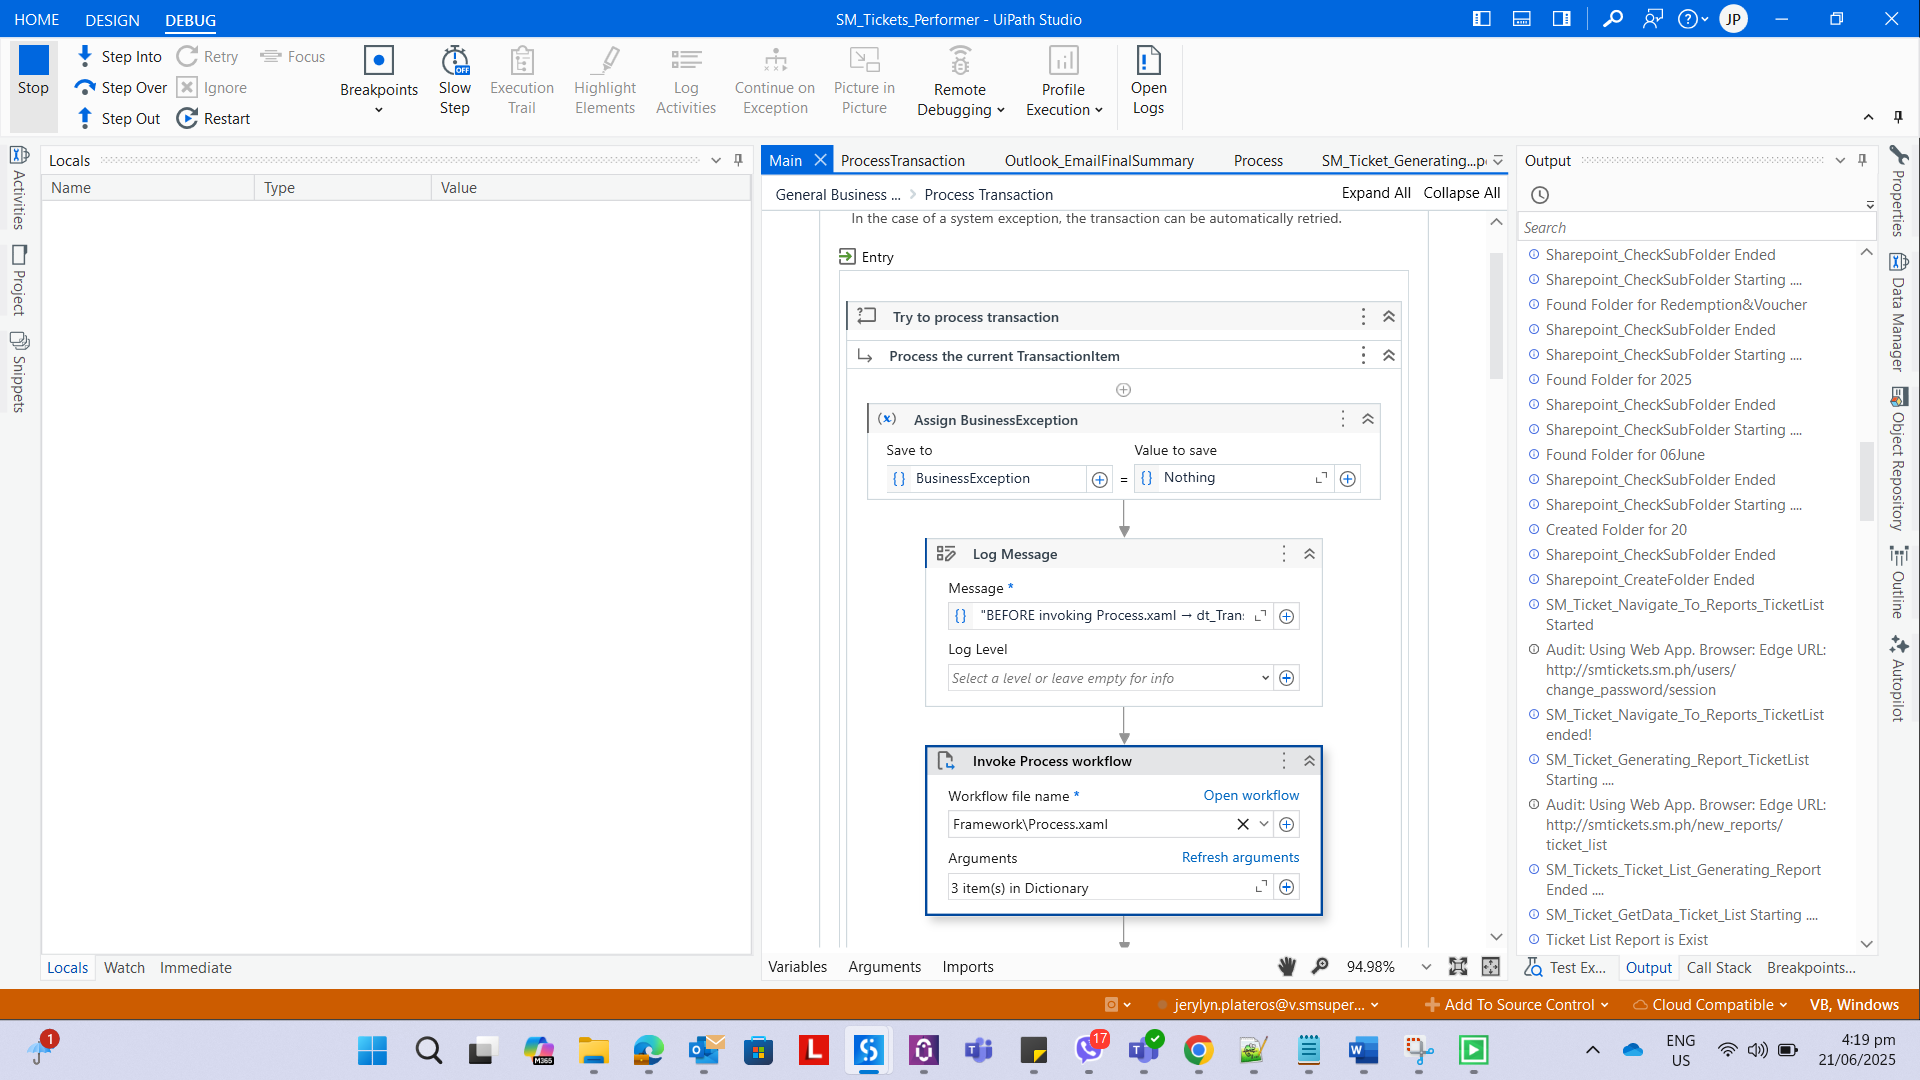 HOME DESIGN DEBUG
SM_Tickets_Performer - UiPath Studio
JP
Stop
Step Into
Step Over
Step Out
Retry
Ignore
Restart
Focus
Breakpoints
Slow Step
Execution Trail
Highlight Elements
Log Activities
Continue on Exception
Picture in Picture
Remote Debugging
Profile Execution
Open Logs
Activities
Project
Snippets
Locals
Name Type Value
Locals Watch Immediate
Main ProcessTransaction Outlook_EmailFinalSummary Process SM_Ticket_Generating...p
General Business ... > Process Transaction
Expand All Collapse All
In the case of a system exception, the transaction can be automatically retried.
Entry
Try to process transaction
Process the current TransactionItem
(x) Assign BusinessException
Save to Value to save
{} BusinessException = {} Nothing
Log Message
Message *
{} "BEFORE invoking Process.xaml → dt_Tran
Log Level
Select a level or leave empty for info
Invoke Process workflow
Workflow file name * Open workflow
Framework\Process.xaml
Arguments Refresh arguments
3 item(s) in Dictionary
Variables Arguments Imports
94.98%
Output
Search
Sharepoint_CheckSubFolder Ended
Sharepoint_CheckSubFolder Starting ....
Found Folder for Redemption&Voucher
Sharepoint_CheckSubFolder Ended
Sharepoint_CheckSubFolder Starting ....
Found Folder for 2025
Sharepoint_CheckSubFolder Ended
Sharepoint_CheckSubFolder Starting ....
Found Folder for 06June
Sharepoint_CheckSubFolder Ended
Sharepoint_CheckSubFolder Starting ....
Created Folder for 20
Sharepoint_CheckSubFolder Ended
Sharepoint_CreateFolder Ended
SM_Ticket_Navigate_To_Reports_TicketList
Started
Audit: Using Web App. Browser: Edge URL:
http://smtickets.sm.ph/users/
change_password/session
SM_Ticket_Navigate_To_Reports_TicketList
ended!
SM_Ticket_Generating_Report_TicketList
Starting ....
Audit: Using Web App. Browser: Edge URL:
http://smtickets.sm.ph/new_reports/
ticket_list
SM_Tickets_Ticket_List_Generating_Report
Ended ....
SM_Ticket_GetData_Ticket_List Starting ....
Ticket List Report is Exist
Test Ex... Output Call Stack Breakpoints...
Properties
Data Manager
Object Repository
Outline
Autopilot
jerylyn.plateros@v.smsuper...
Add To Source Control
Cloud Compatible
VB, Windows
1
M365
L
17
ENG
US
4:19 pm
21/06/2025